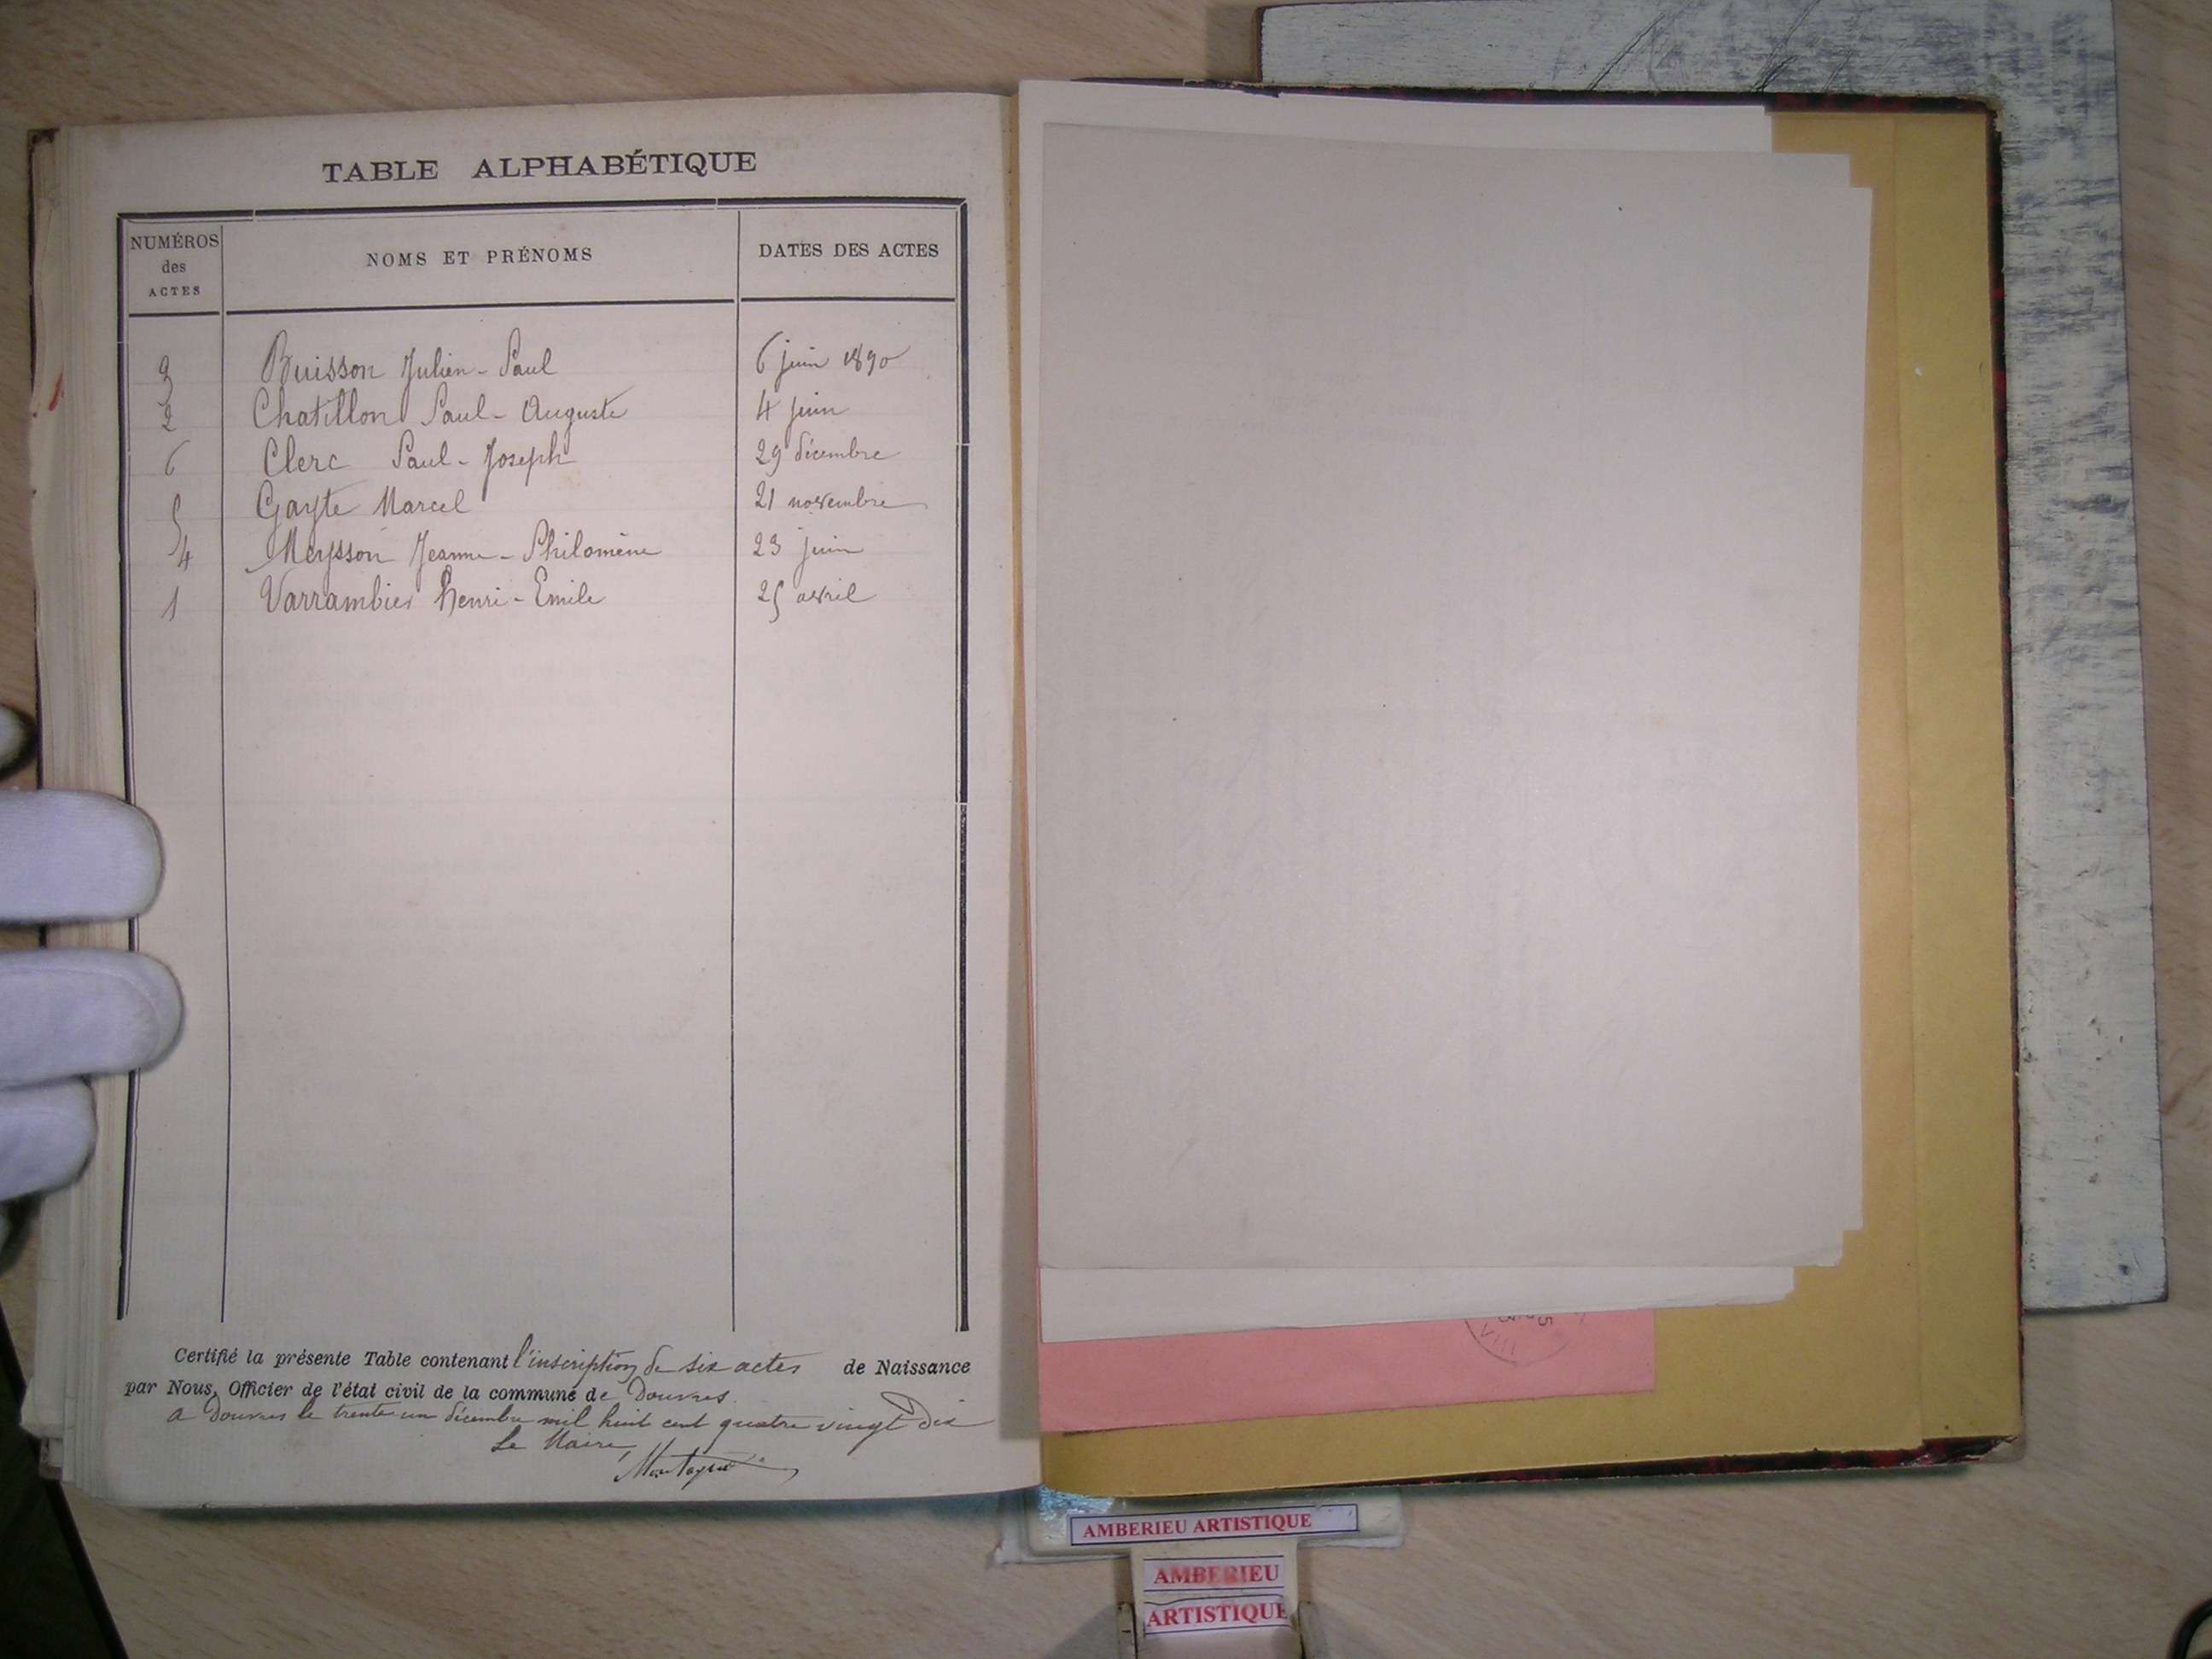 TABLE ALPHABÉTIQUE
NUMÉROS des ACTES NOMS ET PRÉNOMS DATES DES ACTES
3 Buisson Julien-Paul 6 juin 1890
2 Chatillon Paul-Auguste 4 juin
6 Clerc Paul-Joseph 29 décembre
5 Gayte Marcel 21 novembre
4 Meysson Jeanne-Philomène 23 juin
1 Varrambier Henri-Emile 25 avril
Certifié la présente Table contenant l'inscription de six actes de Naissance
par Nous, Officier de l'état civil de la commune de Douvres
a Douvres le trente un décembre mil huit cent quatre vingt Dix
Le Maire,
VIII
AMBERIEU ARTISTIQUE
AMBERIEU
ARTISTIQUE